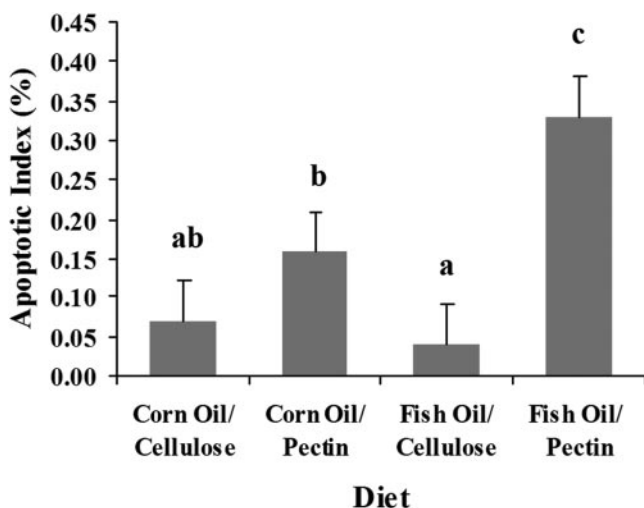 0.45
0.40
0.35
0.30
0.25
0.20
0.15
0.10
0.05
0.00
Apoptotic Index (%)
ab
b
a
c
Corn Oil/
Cellulose
Corn Oil/
Pectin
Fish Oil/
Cellulose
Fish Oil/
Pectin
Diet